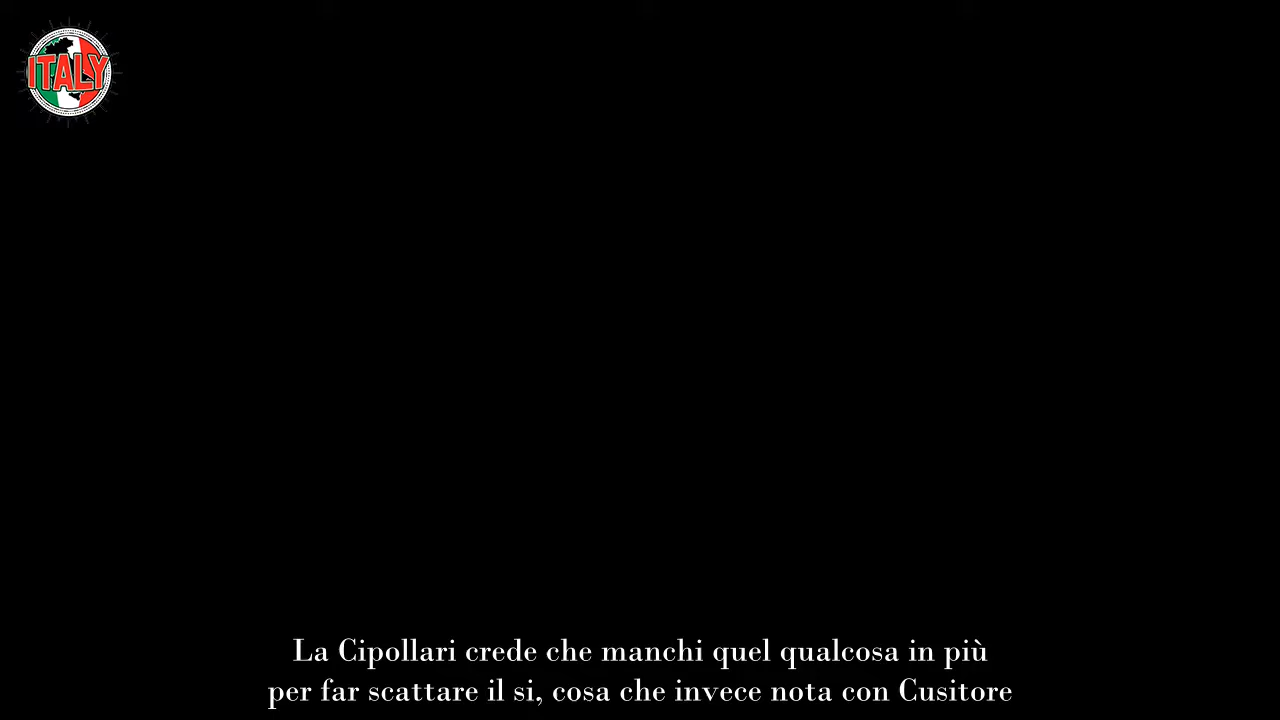 ITALY
La Cipollari crede che manchi quel qualcosa in più
per far scattare il si, cosa che invece nota con Cusitore